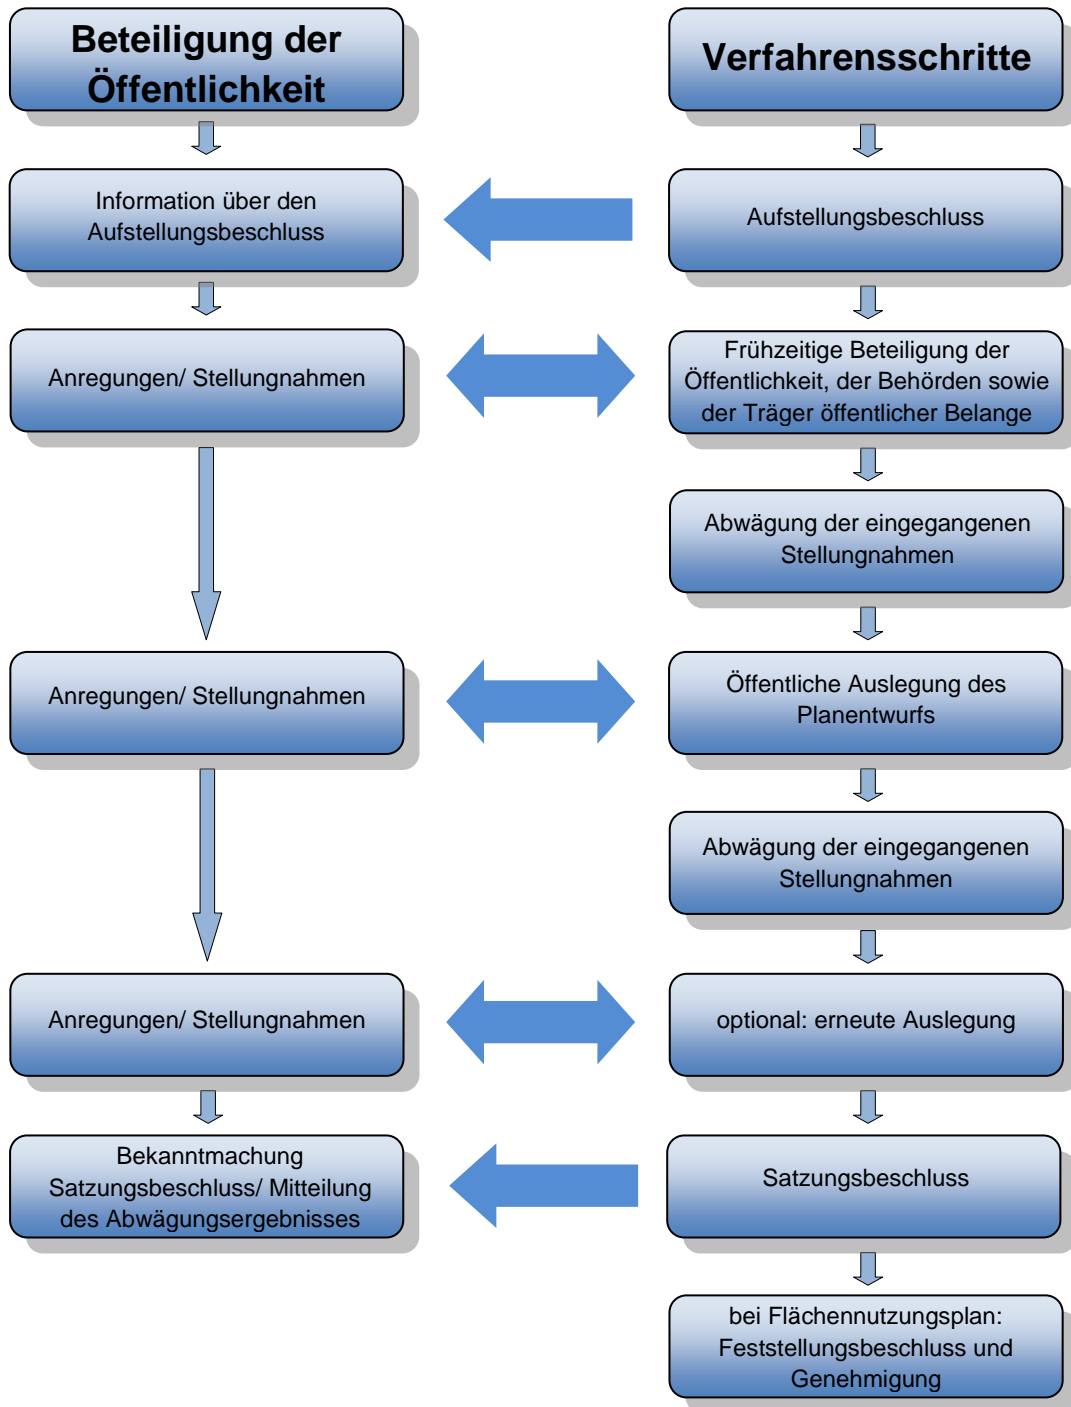 Beteiligung der
Öffentlichkeit
Verfahrensschritte
Information über den
Aufstellungsbeschluss
Aufstellungsbeschluss
Anregungen/ Stellungnahmen
Frühzeitige Beteiligung der
Öffentlichkeit, der Behörden sowie
der Träger öffentlicher Belange
Abwägung der eingegangenen
Stellungnahmen
Anregungen/ Stellungnahmen
Öffentliche Auslegung des
Planentwurfs
Abwägung der eingegangenen
Stellungnahmen
Anregungen/ Stellungnahmen
optional: erneute Auslegung
Bekanntmachung
Satzungsbeschluss/ Mitteilung
des Abwägungsergebnisses
Satzungsbeschluss
bei Flächennutzungsplan:
Feststellungsbeschluss und
Genehmigung